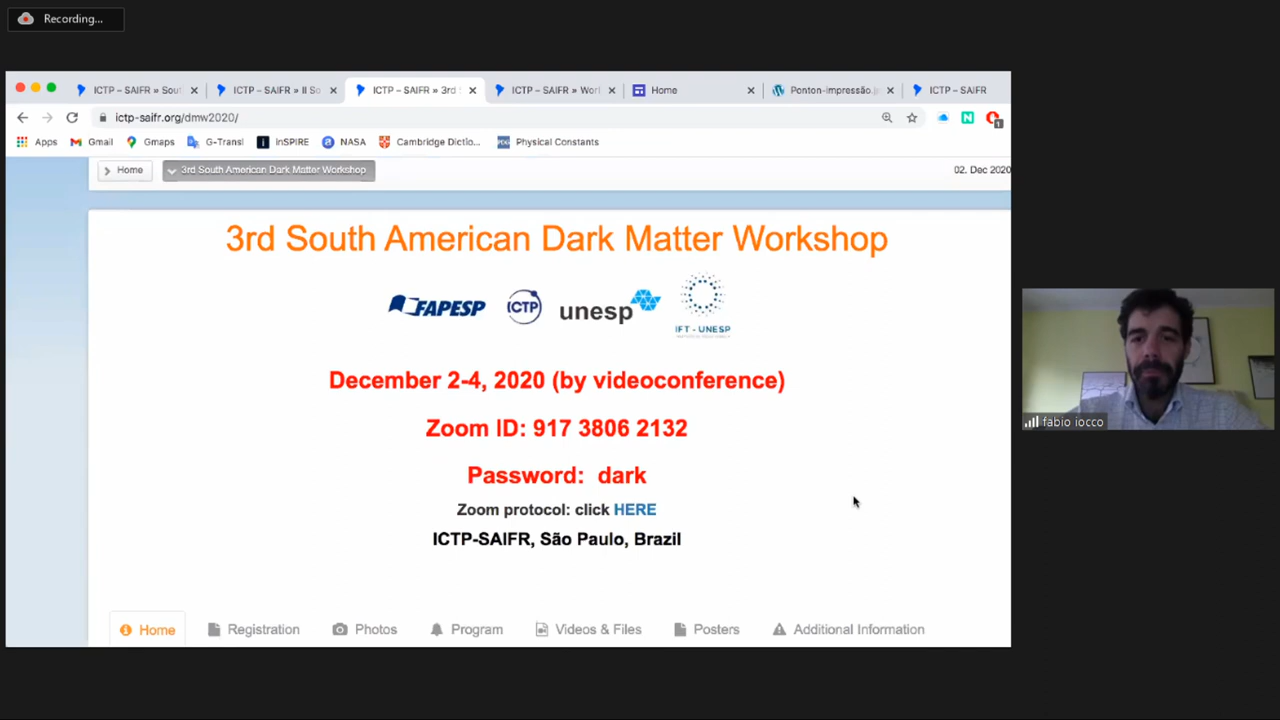 Recording...
ICTP – SAIFR » Sout
ICTP – SAIFR » II So
ICTP – SAIFR » 3rd
ICTP – SAIFR » Worl
Home
Ponton-impressão.j
ICTP – SAIFR
ictp-saifr.org/dmw2020/
1
Apps
Gmail
Gmaps
G-Transl
InSPIRE
NASA
Cambridge Dictio...
PDG
Physical Constants
Home
3rd South American Dark Matter Workshop
02. Dec 2020
3rd South American Dark Matter Workshop
FAPESP
ICTP
unesp
IFT - UNESP
December 2-4, 2020 (by videoconference)
Zoom ID: 917 3806 2132
Password: dark
Zoom protocol: click HERE
ICTP-SAIFR, São Paulo, Brazil
Home
Registration
Photos
Program
Videos & Files
Posters
Additional Information
fabio iocco